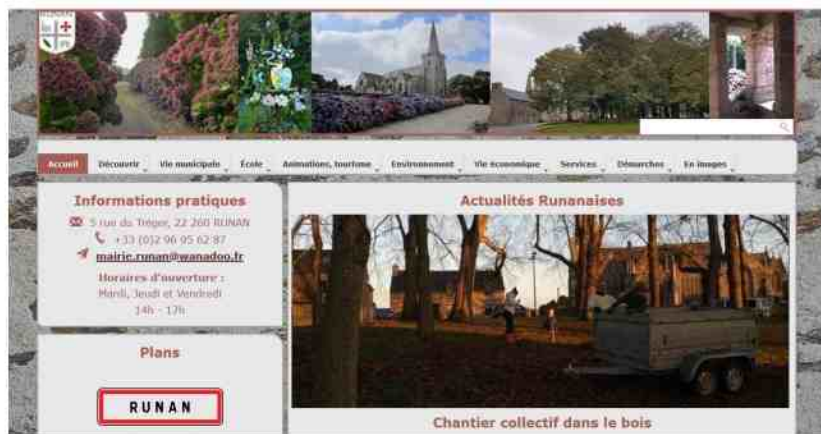 RUNAN
Accueil Découvrir Vie municipale École Animations, tourisme Environnement Vie économique Services Démarches En images
Informations pratiques
5 rue du Trégor, 22 260 RUNAN
+33 (0)2 96 95 62 87
mairie.runan@wanadoo.fr
Horaires d'ouverture :
Mardi, Jeudi et Vendredi
14h - 17h
Plans
RUNAN
Actualités Runanaises
Chantier collectif dans le bois